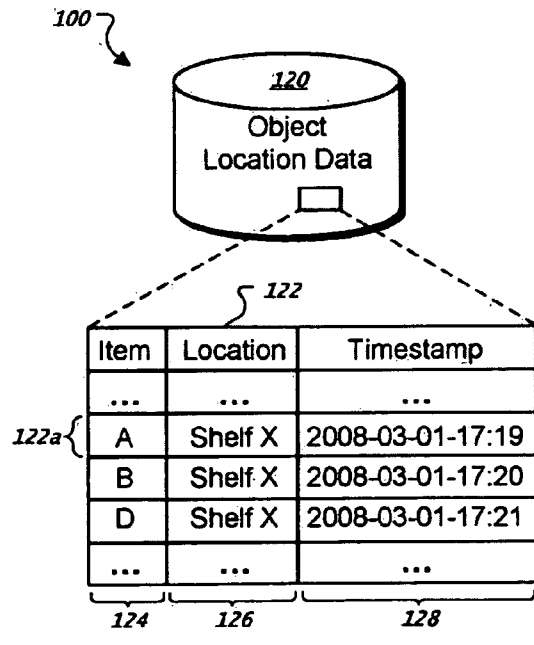 100
120
Object
Location Data
122
Item Location Timestamp
... ... ...
122a A Shelf X 2008-03-01-17:19
B Shelf X 2008-03-01-17:20
D Shelf X 2008-03-01-17:21
... ... ...
124 126 128